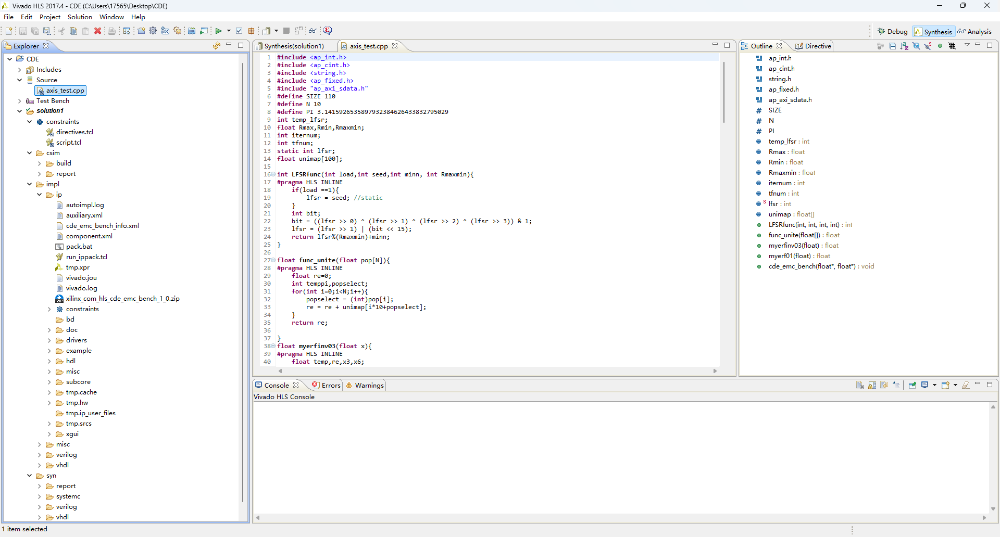 Vivado HLS 2017.4 - CDE (C:\Users\17565\Desktop\CDE)
File Edit Project Solution Window Help
Debug Synthesis Analysis
Explorer
CDE
Includes
Source
axis_test.cpp
Test Bench
solution1
constraints
directives.tcl
script.tcl
csim
build
report
impl
ip
autoimpl.log
auxiliary.xml
cde_emc_bench_info.xml
component.xml
pack.bat
run_ippack.tcl
tmp.xpr
vivado.jou
vivado.log
xilinx_com_hls_cde_emc_bench_1_0.zip
constraints
bd
doc
drivers
example
hdl
misc
subcore
tmp.cache
tmp.hw
tmp.ip_user_files
tmp.srcs
xgui
misc
verilog
vhdl
syn
report
systemc
verilog
vhdl
Synthesis(solution1) axis_test.cpp
1 #include <ap_int.h>
2 #include <ap_cint.h>
3 #include <string.h>
4 #include <ap_fixed.h>
5 #include "ap_axi_sdata.h"
6 #define SIZE 110
7 #define N 10
8 #define PI 3.1415926535897932384626433832795029
9 int temp_lfsr;
10 float Rmax,Rmin,Rmaxmin;
11 int iternum;
12 int tfnum;
13 static int lfsr;
14 float unimap[100];
15
16 int LFSRfunc(int load,int seed,int minn, int Rmaxmin){
17 #pragma HLS INLINE
18 if(load ==1){
19 lfsr = seed; //static
20 }
21 int bit;
22 bit = ((lfsr >> 0) ^ (lfsr >> 1) ^ (lfsr >> 2) ^ (lfsr >> 3)) & 1;
23 lfsr = (lfsr >> 1) | (bit << 15);
24 return lfsr%(Rmaxmin)+minn;
25 }
26
27 float func_unite(float pop[N]){
28 #pragma HLS INLINE
29 float re=0;
30 int temppi,popselect;
31 for(int i=0;i<N;i++){
32 popselect = (int)pop[i];
33 re = re + unimap[i*10+popselect];
34 }
35 return re;
36
37 }
38 float myerfinv03(float x){
39 #pragma HLS INLINE
40 float temp,re,x3,x6;
Outline Directive
ap_int.h
ap_cint.h
string.h
ap_fixed.h
ap_axi_sdata.h
# SIZE
# N
# PI
temp_lfsr : int
Rmax : float
Rmin : float
Rmaxmin : float
iternum : int
tfnum : int
S lfsr : int
unimap : float[]
LFSRfunc(int, int, int, int) : int
func_unite(float[]) : float
myerfinv03(float) : float
myerf01(float) : float
cde_emc_bench(float*, float*) : void
Console Errors Warnings
Vivado HLS Console
1 item selected